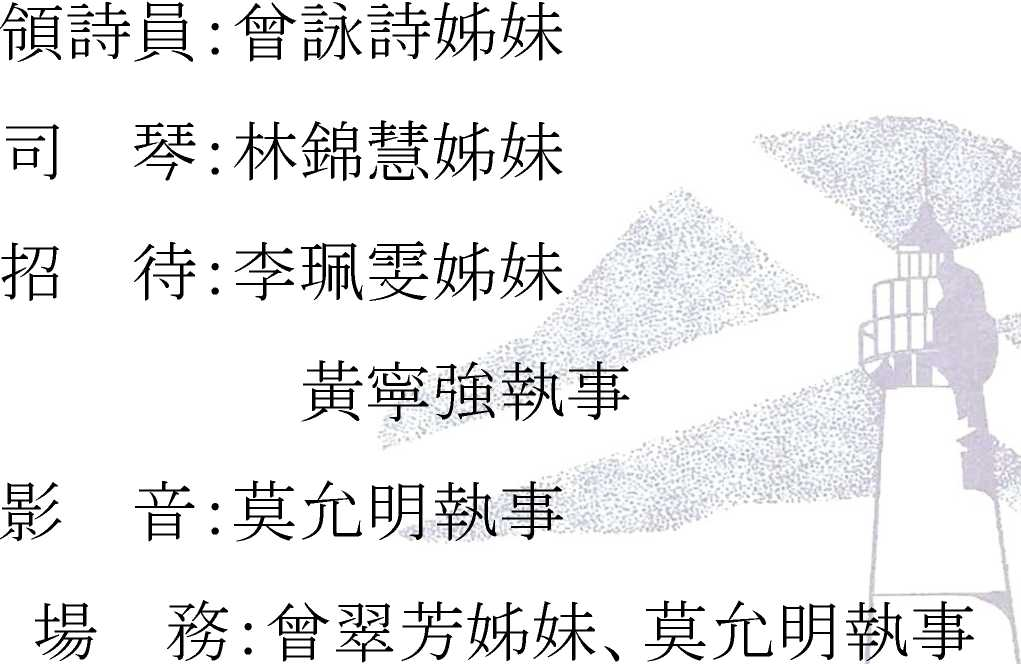 領詩員：曾詠詩姊妹
司　琴：林錦慧姊妹
招　待：李珮雯姊妹
黃寧強執事
影　音：莫允明執事
場　務：曾翠芳姊妹、莫允明執事